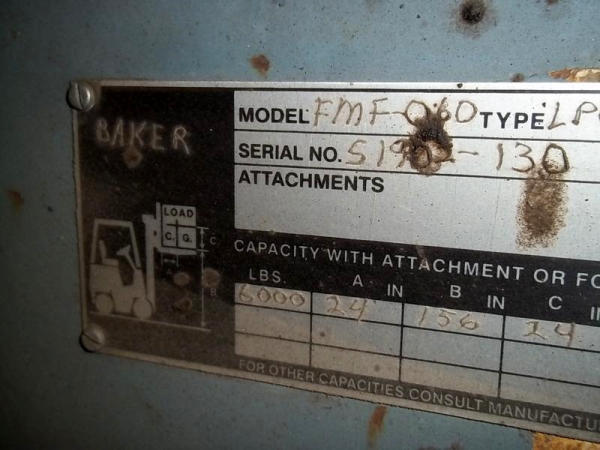 BAKER
MODEL FMF-060 TYPE LP
SERIAL NO. -130
ATTACHMENTS
LOAD
C. G.
C
A
B
CAPACITY WITH ATTACHMENT OR FO
LBS. A IN B IN C IN
6000 24 156 24
FOR OTHER CAPACITIES CONSULT MANUFACTU